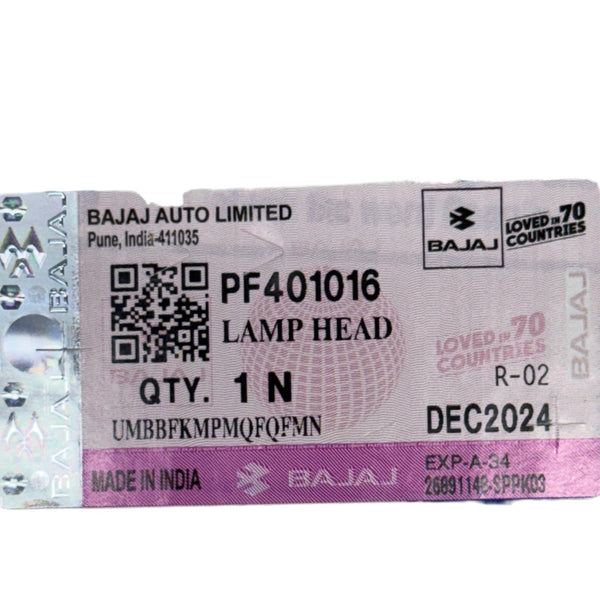 BAJAJ AUTO LIMITED
Pune, India-411035
BAJAJ
LOVED IN 70
COUNTRIES
PF401016
LAMP HEAD
LOVED IN 70
COUNTRIES
QTY. 1 N
R-02
UMBBFKMPMQFQFMN
DEC2024
MADE IN INDIA
BAJAJ
EXP-A-34
26891148-SPPK03
BAJAJ
BAJAJ
BAJAJ